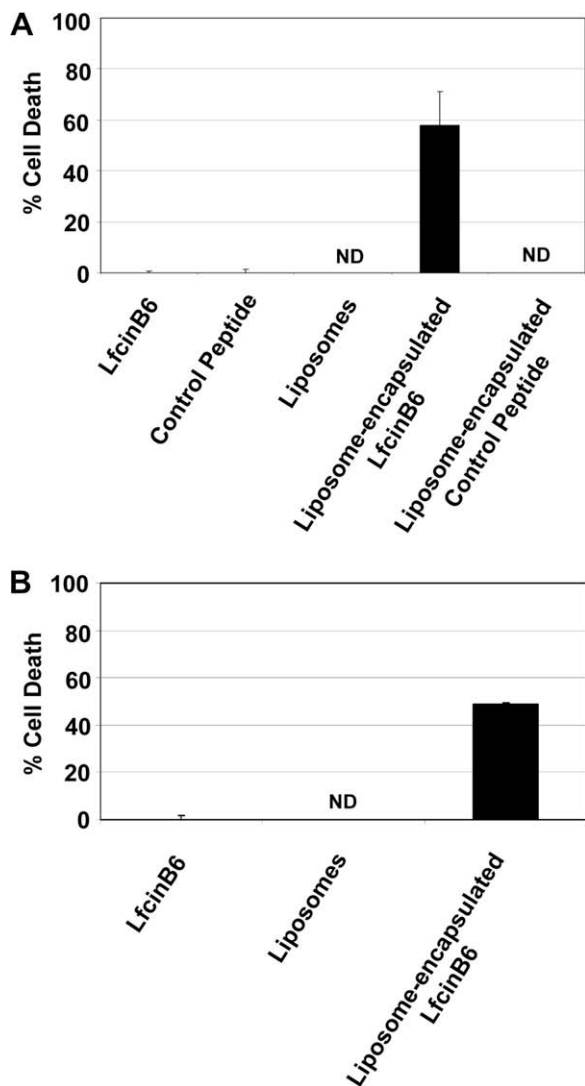 A
% Cell Death
100
80
60
40
20
0
ND
ND
LfcinB6
Control Peptide
Liposomes
Liposome-encapsulated
LfcinB6
Liposome-encapsulated
Control Peptide
B
% Cell Death
100
80
60
40
20
0
ND
LfcinB6
Liposomes
Liposome-encapsulated
LfcinB6